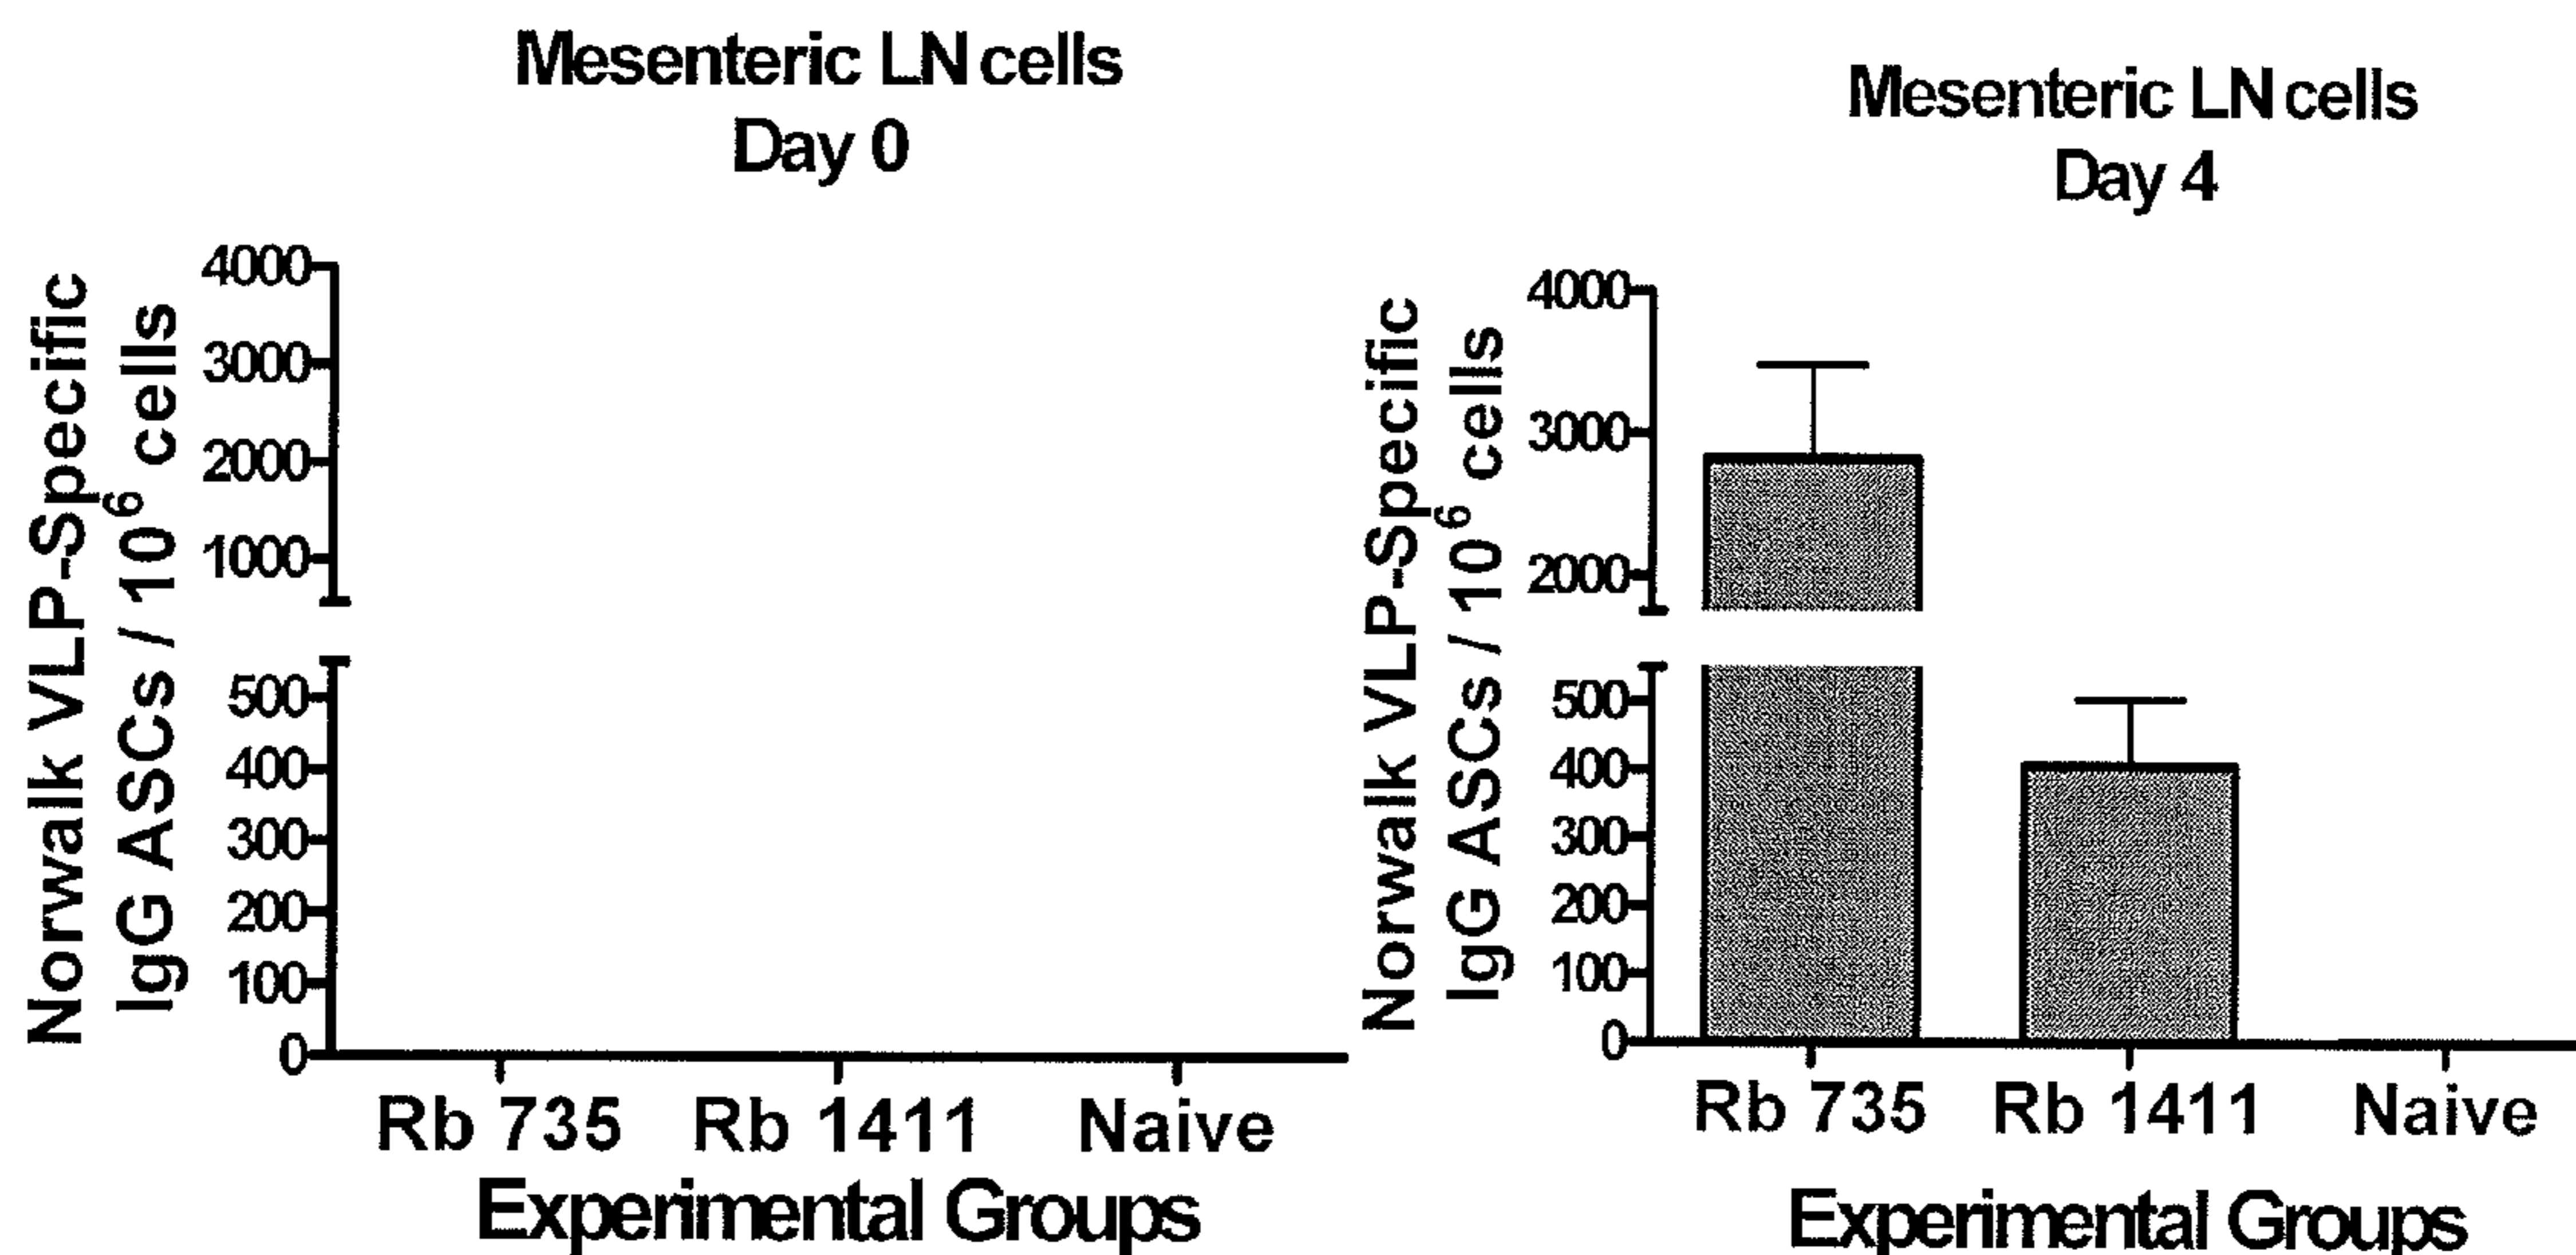 Mesenteric LN cells
Day 0
Norwalk VLP-Specific
IgG ASCs / 10^6 cells
4000
3000
2000
1000
500
400
300
200
100
0
Rb 735 Rb 1411 Naive
Experimental Groups
Mesenteric LN cells
Day 4
Norwalk VLP-Specific
IgG ASCs / 10^6 cells
4000
3000
2000
500
400
300
200
100
0
Rb 735 Rb 1411 Naive
Experimental Groups